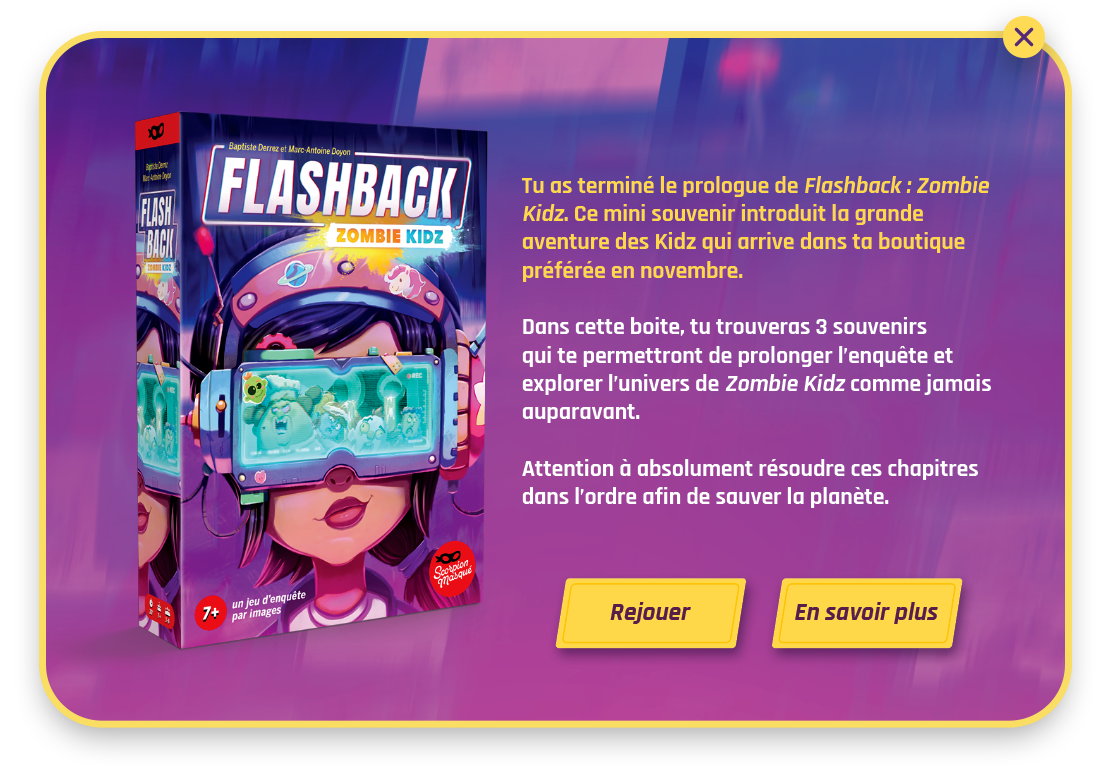 Baptiste Derrez et Marc-Antoine Doyon
FLASHBACK
ZOMBIE KIDZ
Baptiste Derrez
Marc-Antoine Doyon
FLASH
BACK
ZOMBIE KIDZ
REC
7+
un jeu d'enquête
par images
Scorpion
Masqué
Tu as terminé le prologue de Flashback : Zombie
Kidz. Ce mini souvenir introduit la grande
aventure des Kidz qui arrive dans ta boutique
préférée en novembre.
Dans cette boite, tu trouveras 3 souvenirs
qui te permettront de prolonger l’enquête et
explorer l’univers de Zombie Kidz comme jamais
auparavant.
Attention à absolument résoudre ces chapitres
dans l’ordre afin de sauver la planète.
Rejouer
En savoir plus